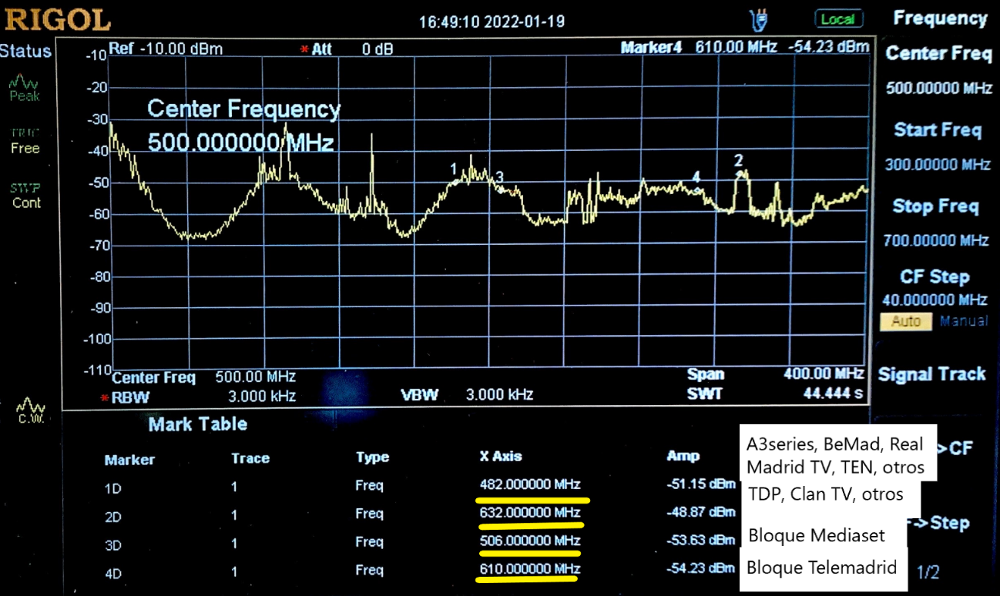 RIGOL
16:49:10 2022-01-19
Local
Frequency
Status
Ref -10.00 dBm * Att 0 dB Marker4 610.00 MHz -54.23 dBm
Center Freq
500.00000 MHz
Start Freq
300.00000 MHz
Stop Freq
700.00000 MHz
CF Step
40.000000 MHz
Auto Manual
Signal Track
->CF
->Step
1/2
Peak
TRIG
Free
SWP
Cont
C.W.
-10
-20
-30
-40
-50
-60
-70
-80
-90
-100
-110
Center Frequency
500.000000 MHz
1 3 4 2
Center Freq 500.00 MHz Span 400.00 MHz
* RBW 3.000 kHz VBW 3.000 kHz SWT 44.444 s
Mark Table
Marker Trace Type X Axis Amp
1D 1 Freq 482.000000 MHz -51.15 dBm
2D 1 Freq 632.000000 MHz -48.87 dBm
3D 1 Freq 506.000000 MHz -53.63 dBm
4D 1 Freq 610.000000 MHz -54.23 dBm
A3series, BeMad, Real
Madrid TV, TEN, otros
TDP, Clan TV, otros
Bloque Mediaset
Bloque Telemadrid